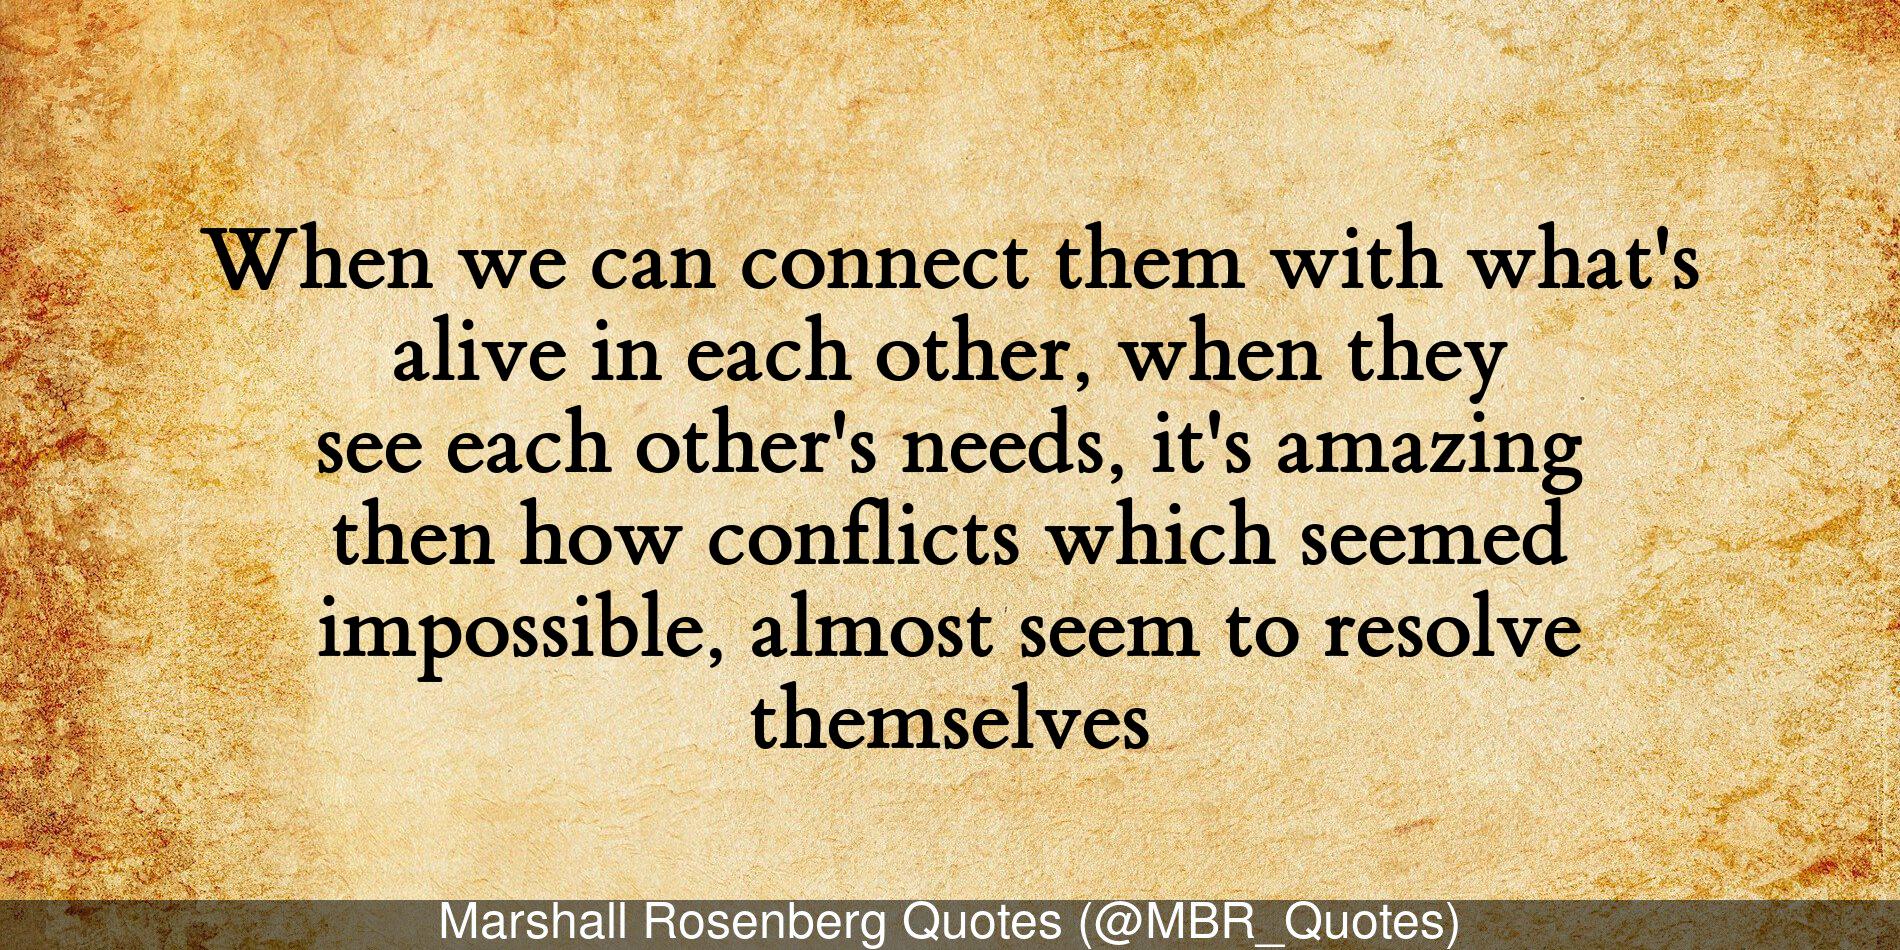 When we can connect them with what's
alive in each other, when they
see each other's needs, it's amazing
then how conflicts which seemed
impossible, almost seem to resolve
themselves
Marshall Rosenberg Quotes (@MBR_Quotes)